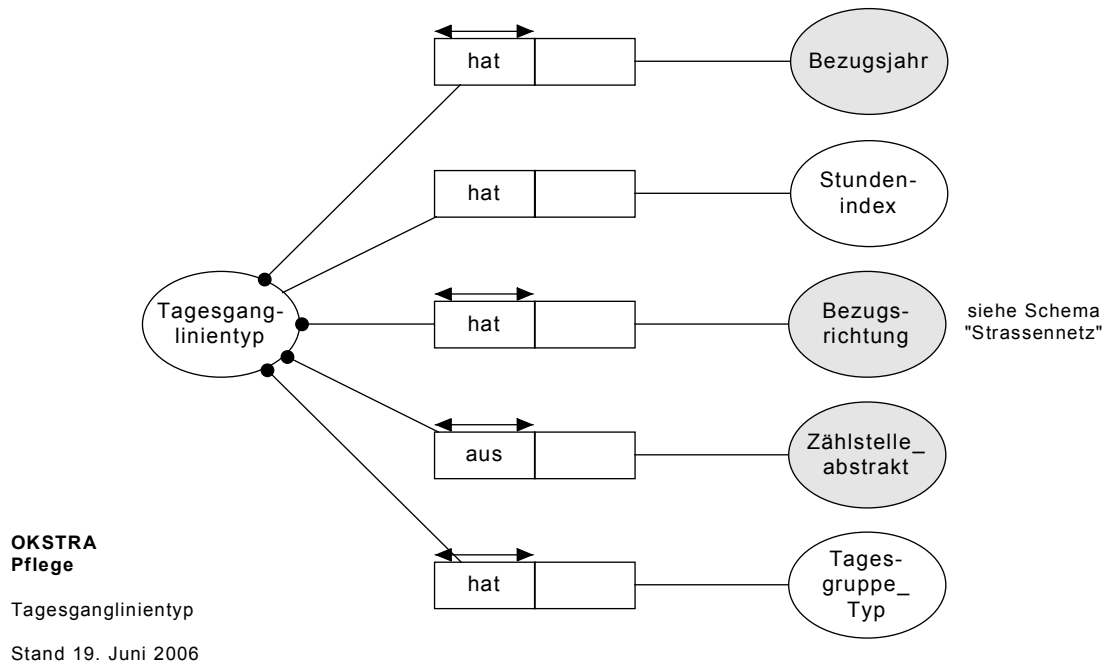 hat
Bezugsjahr
hat
Stunden-
index
Tagesgang-
linientyp
hat
Bezugs-
richtung
siehe Schema
"Strassennetz"
aus
Zählstelle_
abstrakt
hat
Tages-
gruppe_
Typ
OKSTRA
Pflege
Tagesganglinientyp
Stand 19. Juni 2006